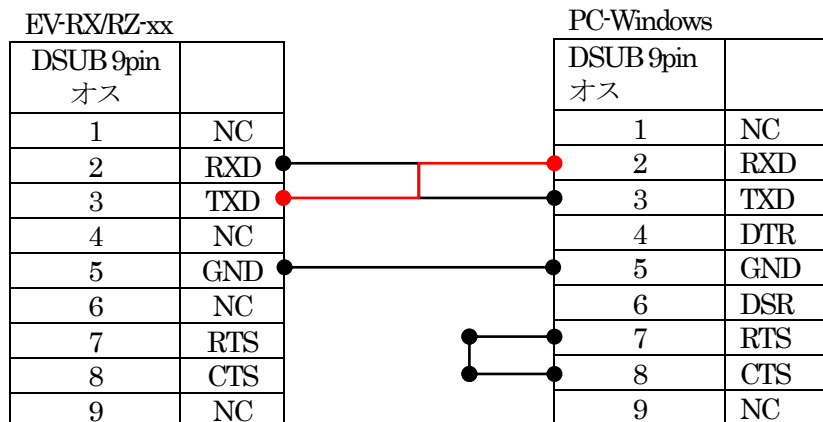 EV-RX/RZ-xx
DSUB 9pin
オス
1 NC
2 RXD
3 TXD
4 NC
5 GND
6 NC
7 RTS
8 CTS
9 NC
PC-Windows
DSUB 9pin
オス
1 NC
2 RXD
3 TXD
4 DTR
5 GND
6 DSR
7 RTS
8 CTS
9 NC